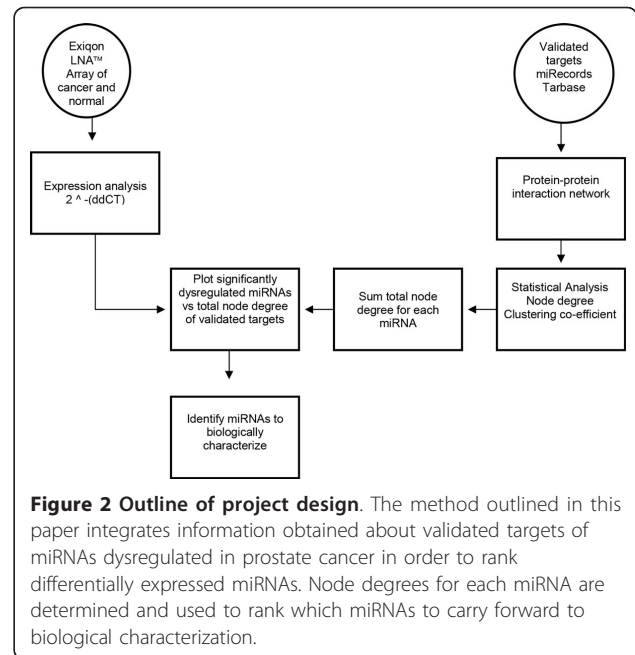 Exiqon
LNA™
Array of
cancer and
normal
Validated
targets
miRecords
Tarbase
Expression analysis
2 ^ -(ddCT)
Protein-protein
interaction network
Plot significantly
dysregulated miRNAs
vs total node degree
of validated targets
Sum total node
degree for each
miRNA
Statistical Analysis
Node degree
Clustering co-efficient
Identify miRNAs to
biologically
characterize
Figure 2 Outline of project design. The method outlined in this
paper integrates information obtained about validated targets of
miRNAs dysregulated in prostate cancer in order to rank
differentially expressed miRNAs. Node degrees for each miRNA are
determined and used to rank which miRNAs to carry forward to
biological characterization.